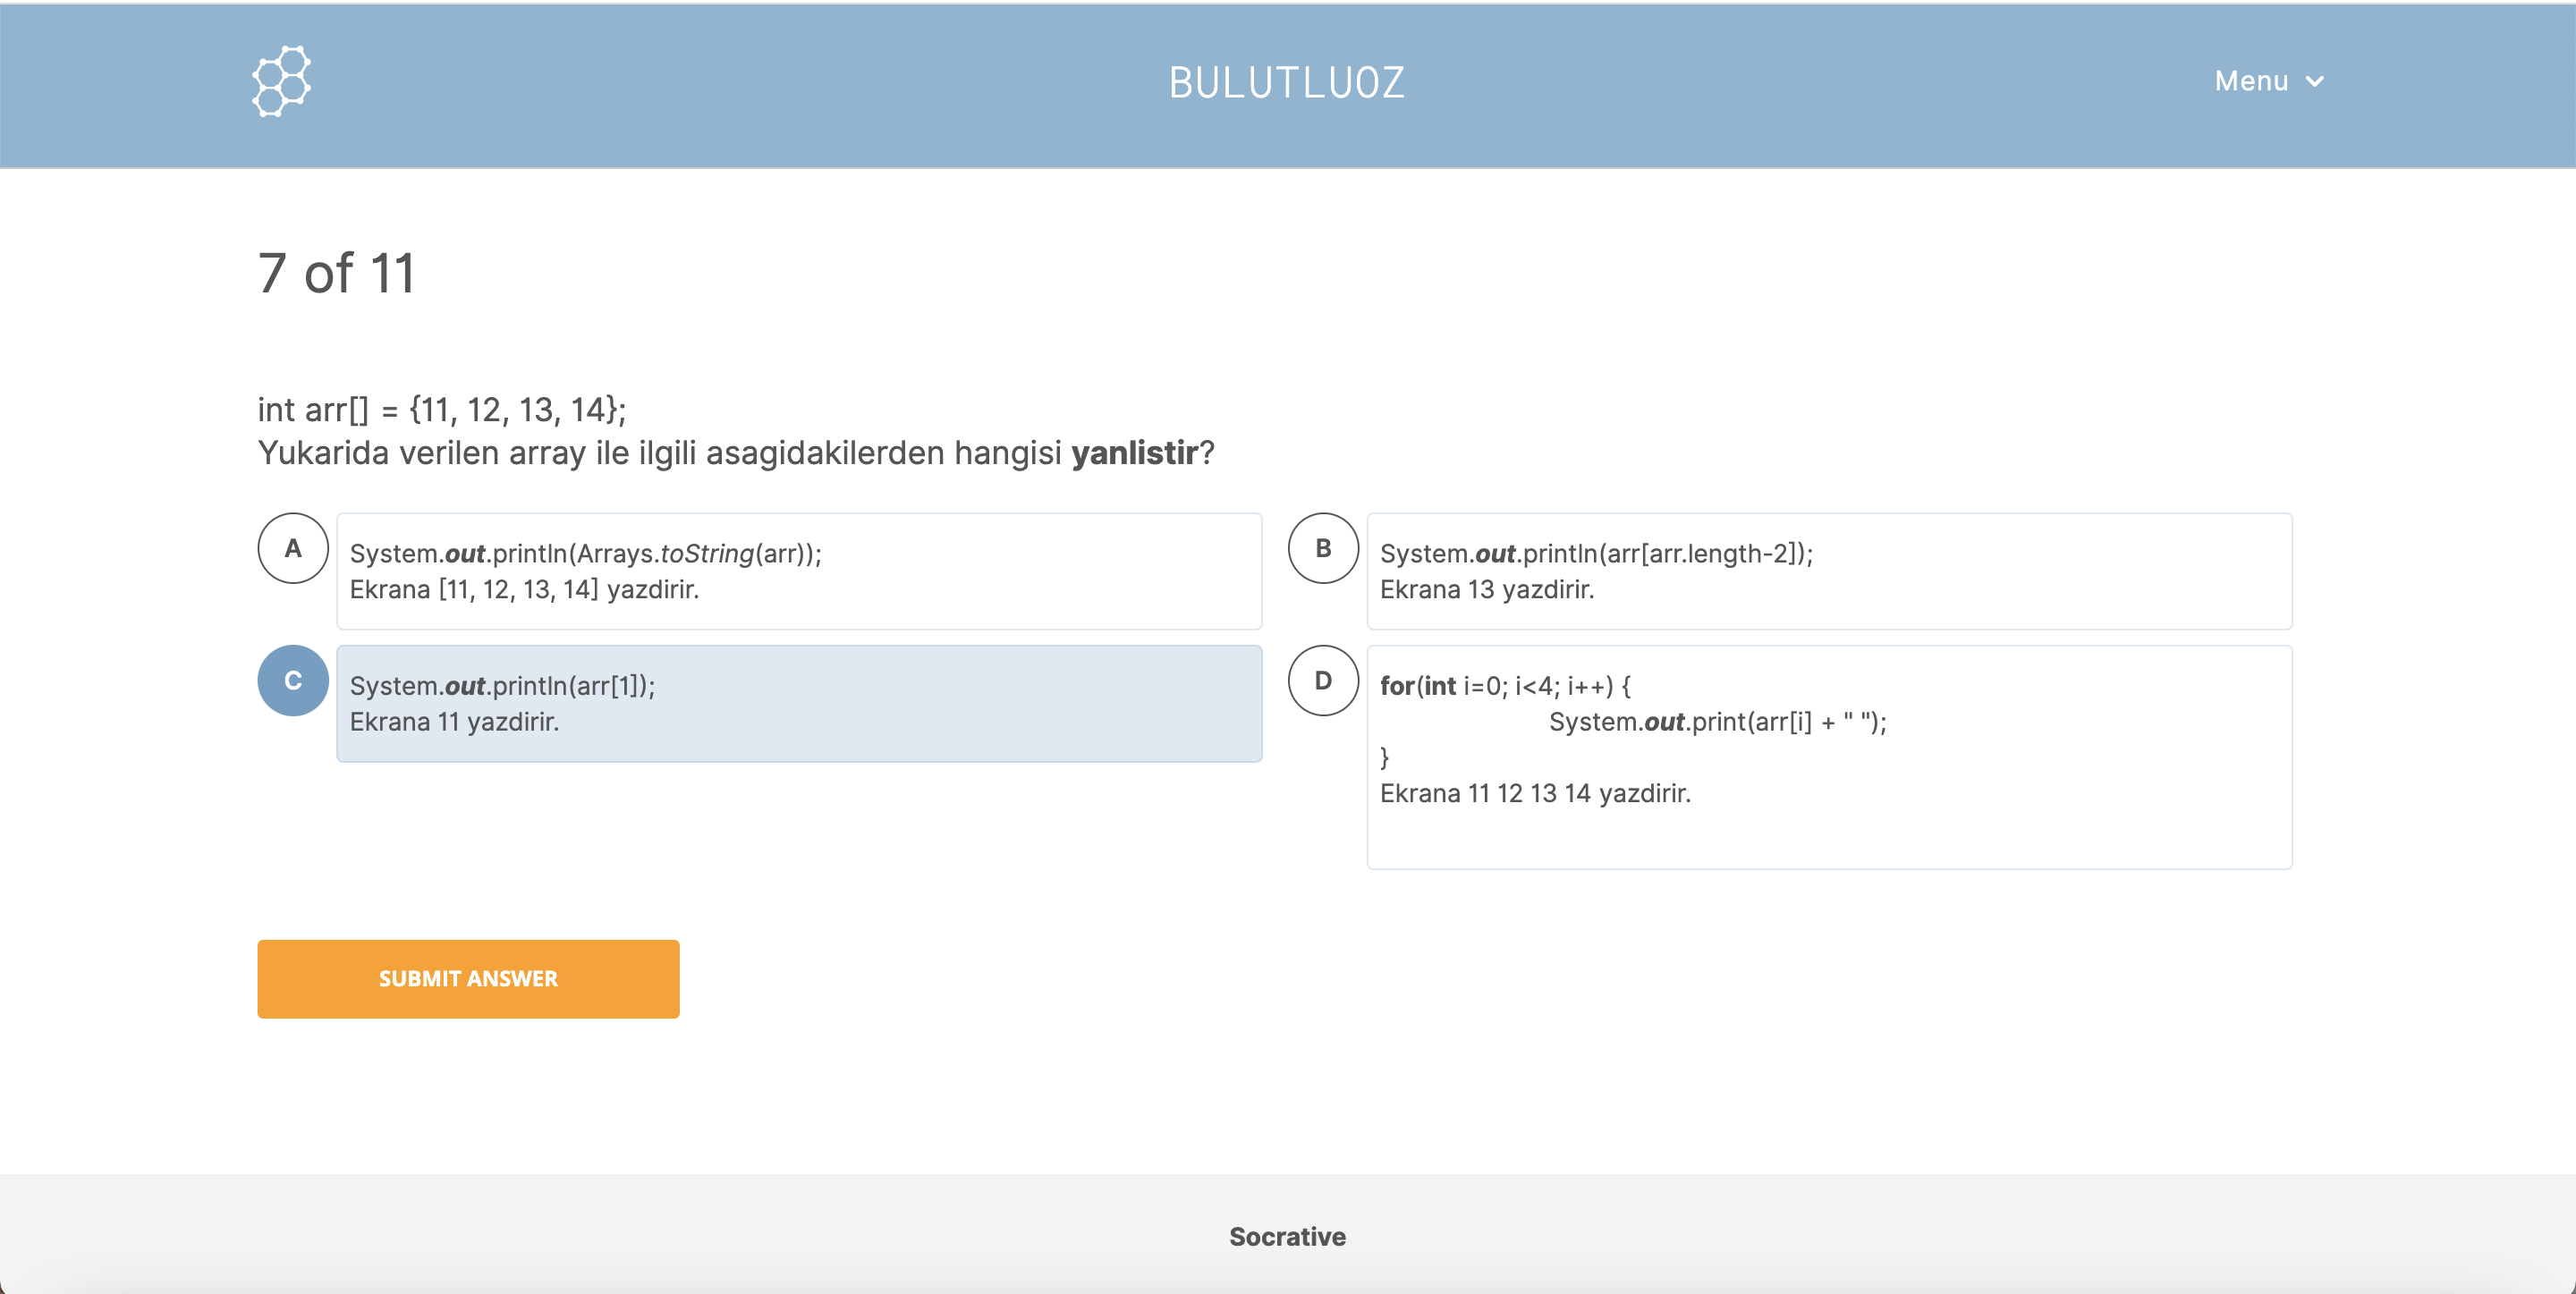 BULUTLUOZ
Menu
7 of 11
int arr[] = {11, 12, 13, 14};
Yukarida verilen array ile ilgili asagidakilerden hangisi yanlistir?
A
System.out.println(Arrays.toString(arr));
Ekrana [11, 12, 13, 14] yazdirir.
B
System.out.println(arr[arr.length-2]);
Ekrana 13 yazdirir.
C
System.out.println(arr[1]);
Ekrana 11 yazdirir.
D
for(int i=0; i<4; i++) {
System.out.print(arr[i] + " ");
}
Ekrana 11 12 13 14 yazdirir.
SUBMIT ANSWER
Socrative